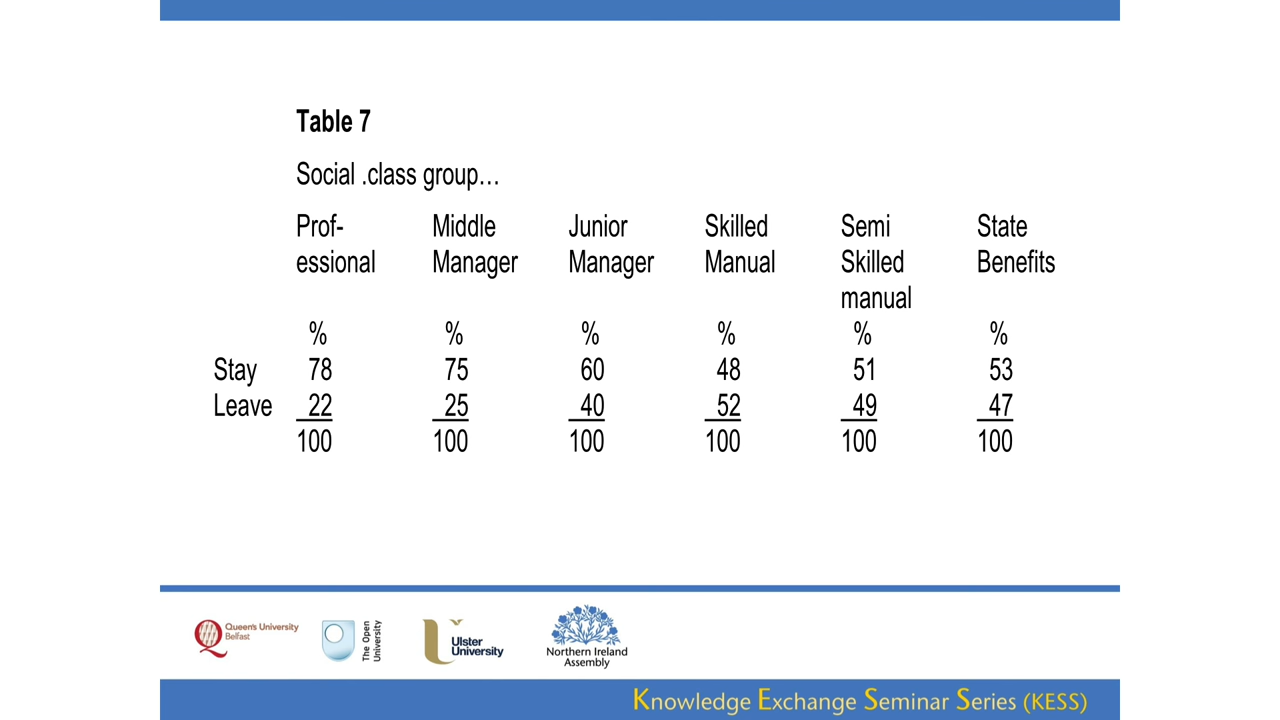 Table 7
Social .class group…
Prof- Middle Junior Skilled Semi State
essional Manager Manager Manual Skilled Benefits
manual
% % % % % %
Stay 78 75 60 48 51 53
Leave 22 25 40 52 49 47
100 100 100 100 100 100
Queen's University
Belfast
The Open
University
Ulster
University
Northern Ireland
Assembly
Knowledge Exchange Seminar Series (KESS)